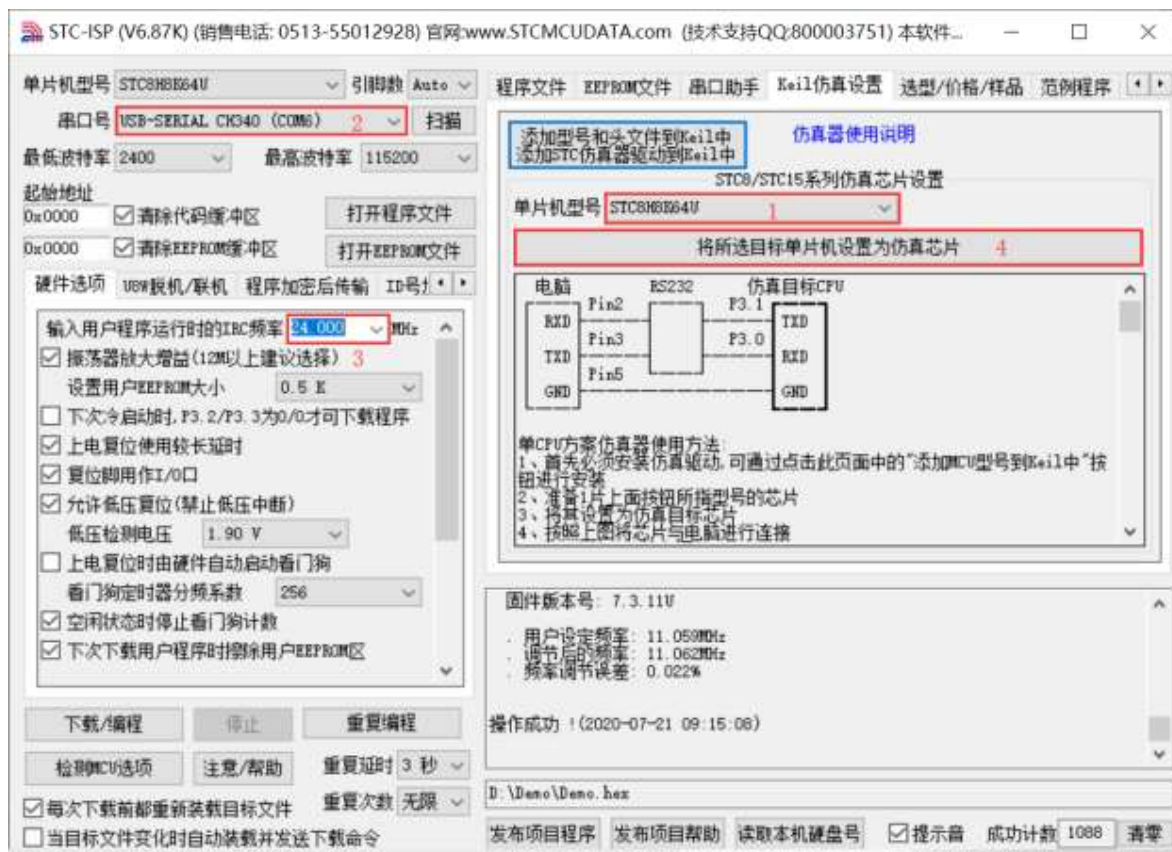 STC-ISP (V6.87K) (销售电话: 0513-55012928) 官网:www.STCMCUDATA.com (技术支持QQ:800003751) 本软件...
单片机型号 STC8H8K64U 引脚数 Auto
串口号 USB-SERIAL CH340 (COM6) 2 扫描
最低波特率 2400 最高波特率 115200
起始地址
0x0000 清除代码缓冲区 打开程序文件
0x0000 清除EEPROM缓冲区 打开EEPROM文件
硬件选项 U8W脱机/联机 程序加密后传输 ID号
输入用户程序运行时的IRC频率 24.000 MHz
振荡器放大增益(12M以上建议选择) 3
设置用户EEPROM大小 0.5 K
下次冷启动时,P3.2/P3.3为0/0才可下载程序
上电复位使用较长延时
复位脚用作I/O口
允许低压复位(禁止低压中断)
低压检测电压 1.90 V
上电复位时由硬件自动启动看门狗
看门狗定时器分频系数 256
空闲状态时停止看门狗计数
下次下载用户程序时擦除用户EEPROM区
下载/编程 停止 重复编程
检测MCU选项 注意/帮助 重复延时 3 秒
每次下载前都重新装载目标文件 重复次数 无限
当目标文件变化时自动装载并发送下载命令
程序文件 EEPROM文件 串口助手 Keil仿真设置 选型/价格/样品 范例程序
添加型号和头文件到Keil中
添加STC仿真器驱动到Keil中
仿真器使用说明
STC8/STC15系列仿真芯片设置
单片机型号 STC8H8K64U 1
将所选目标单片机设置为仿真芯片 4
电脑 RS232 仿真目标CPU
Pin2 P3.1
RXD TXD
Pin3 P3.0
TXD RXD
Pin5
GND GND
单CPU方案仿真器使用方法:
1、首先必须安装仿真驱动,可通过点击此页面中的"添加MCU型号到Keil中"按
钮进行安装
2、准备1片上面按钮所指型号的芯片
3、将其设置为仿真目标芯片
4、按照上图将芯片与电脑进行连接
固件版本号: 7.3.11U
. 用户设定频率: 11.059MHz
. 调节后的频率: 11.062MHz
. 频率调节误差: 0.022%
操作成功 !(2020-07-21 09:15:08)
D:\Demo\Demo.hex
发布项目程序 发布项目帮助 读取本机硬盘号 提示音 成功计数 1088 清零